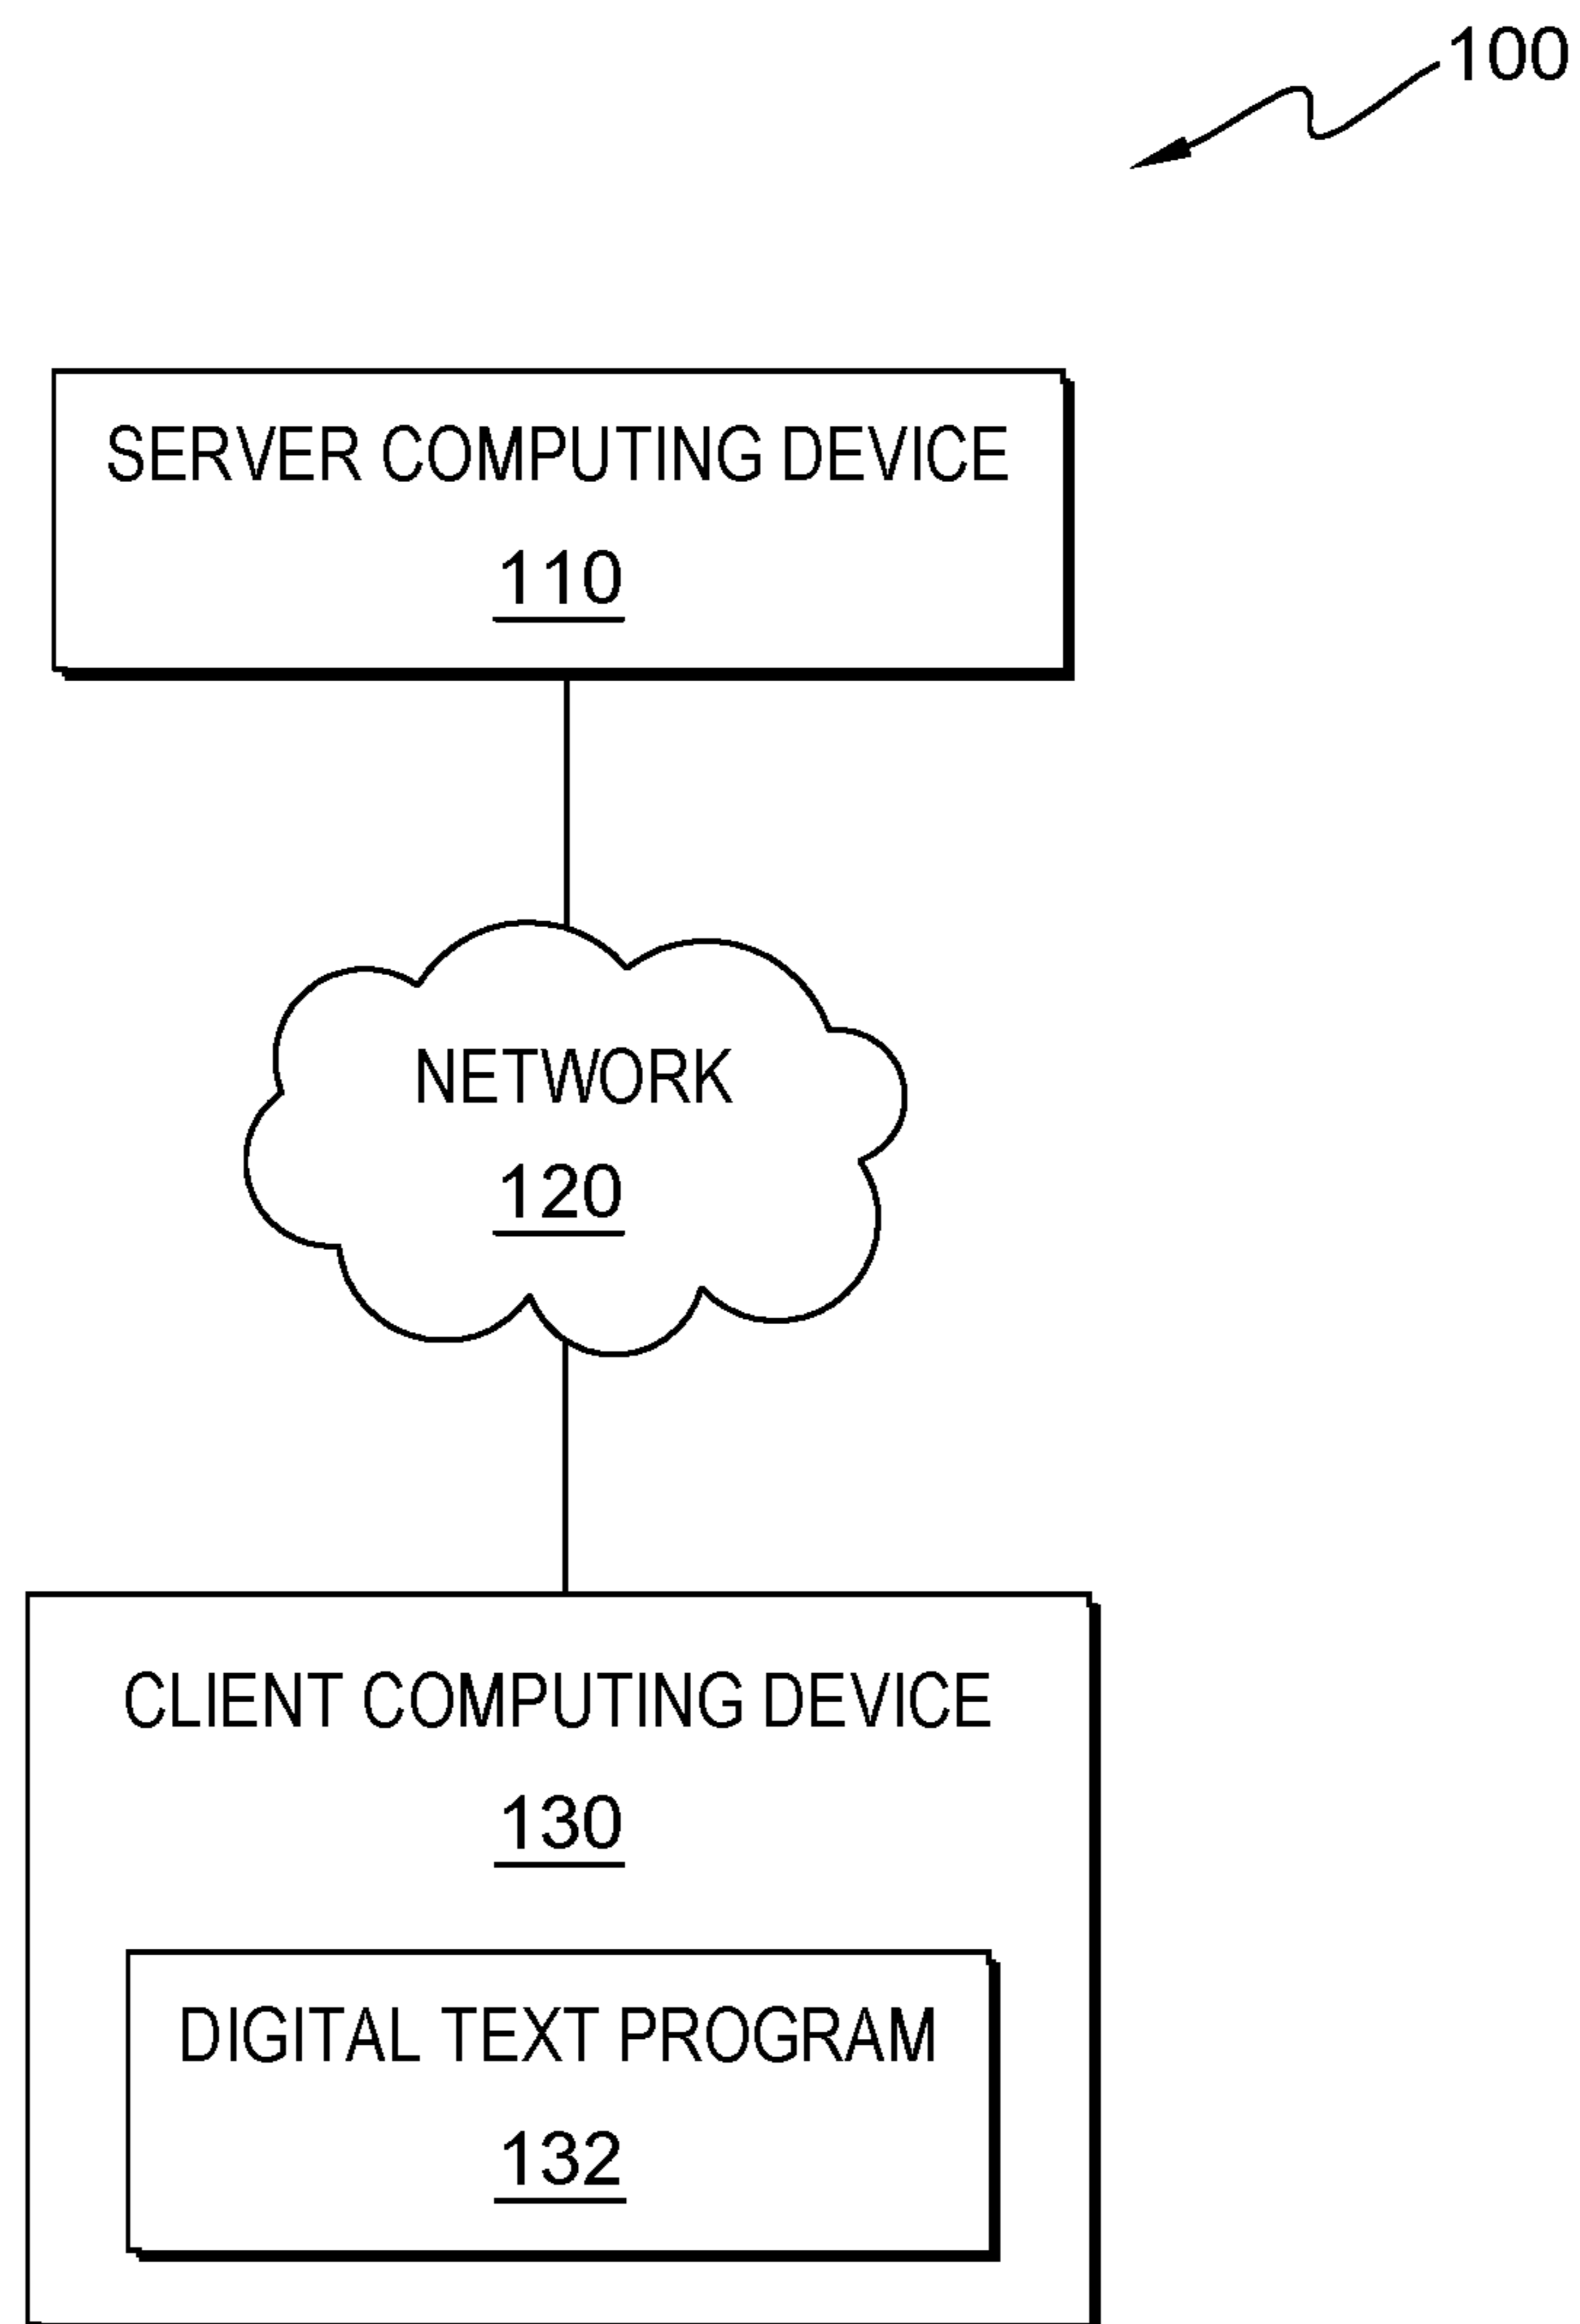 100
SERVER COMPUTING DEVICE
110
NETWORK
120
CLIENT COMPUTING DEVICE
130
DIGITAL TEXT PROGRAM
132